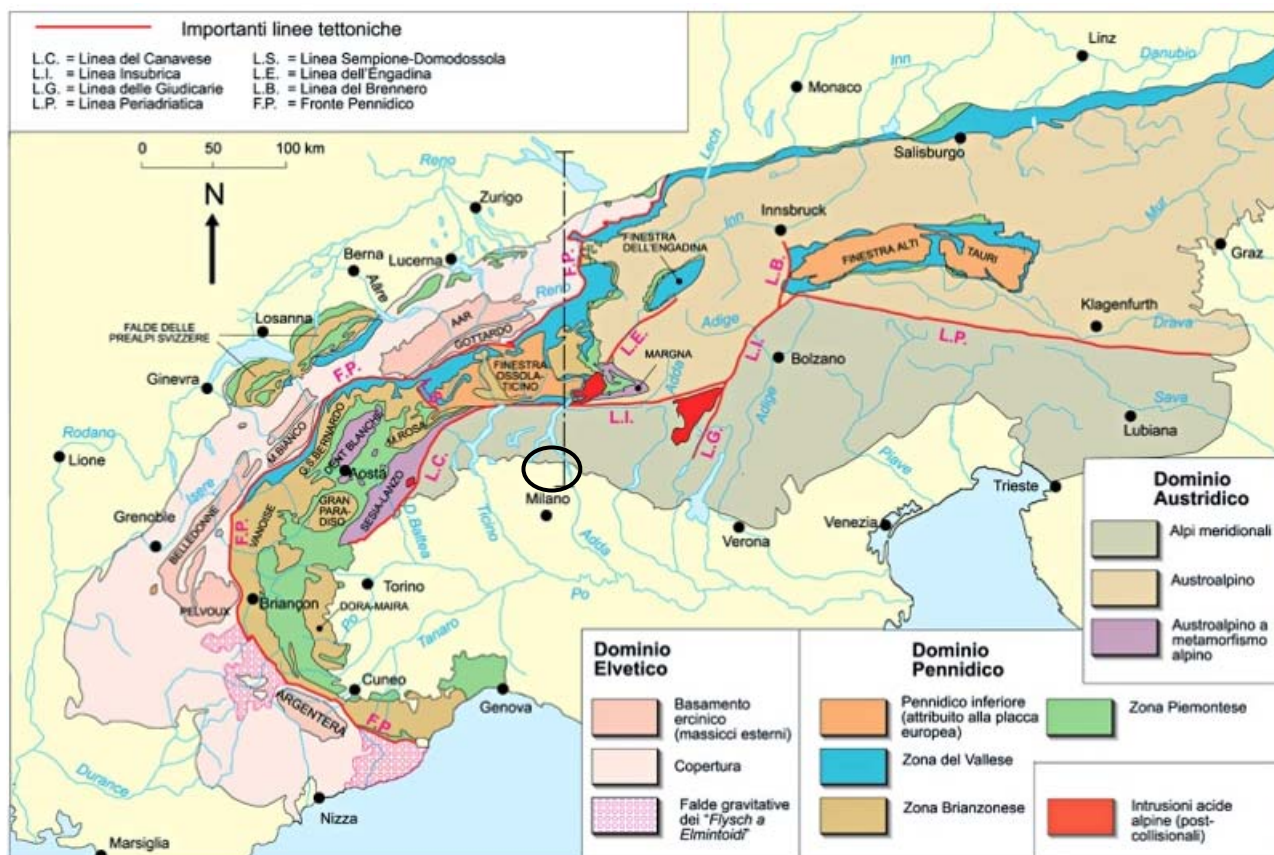 Importanti linee tettoniche
L.C. = Linea del Canavese
L.I. = Linea Insubrica
L.G. = Linea delle Giudicarie
L.P. = Linea Periadriatica
L.S. = Linea Sempione-Domodossola
L.E. = Linea dell'Engadina
L.B. = Linea del Brennero
F.P. = Fronte Pennidico
0 50 100 km
N
Linz
Danubio
Inn
Monaco
Lech
Salisburgo
Reno
Zurigo
Inn
Innsbruck
Mur
Graz
FINESTRA
DELL'ENGADINA
L.B.
FINESTRA ALTI
TAURI
Berna
Lucerna
Aäre
F.P.
Reno
Losanna
AAR
GOTTARDO
FALDE DELLE
PREALPI SVIZZERE
Adige
L.E.
MARGNA
L.I.
Bolzano
L.P.
Klagenfurth
Drava
Ginevra
F.P.
FINESTRA
OSSOLA-
TICINO
Adda
L.I.
L.G.
Adige
Sava
Lubiana
Rodano
Lione
M.BIANCO
G.S.BERNARDO
DENT BLANCHE
M.ROSA
L.S.
Aosta
L.C.
Isere
Grenoble
BELLEDONNE
F.P.
VANOISE
GRAN
PARA-
DISO
SESIA-LANZO
D.Baltea
Ticino
Milano
Adda
Verona
Piave
Venezia
Trieste
PELVOUX
Briançon
Torino
DORA-MAIRA
Po
Tanaro
Po
Cuneo
Genova
ARGENTERA
F.P.
Durance
Nizza
Marsiglia
Dominio
Austridico
Alpi meridionali
Austroalpino
Austroalpino a
metamorfismo
alpino
Dominio
Elvetico
Basamento
ercinico
(massicci esterni)
Copertura
Falde gravitative
dei "Flysch a
Elmintoidi"
Dominio
Pennidico
Pennidico inferiore
(attribuito alla placca
europea)
Zona del Vallese
Zona Brianzonese
Zona Piemontese
Intrusioni acide
alpine (post-
collisionali)